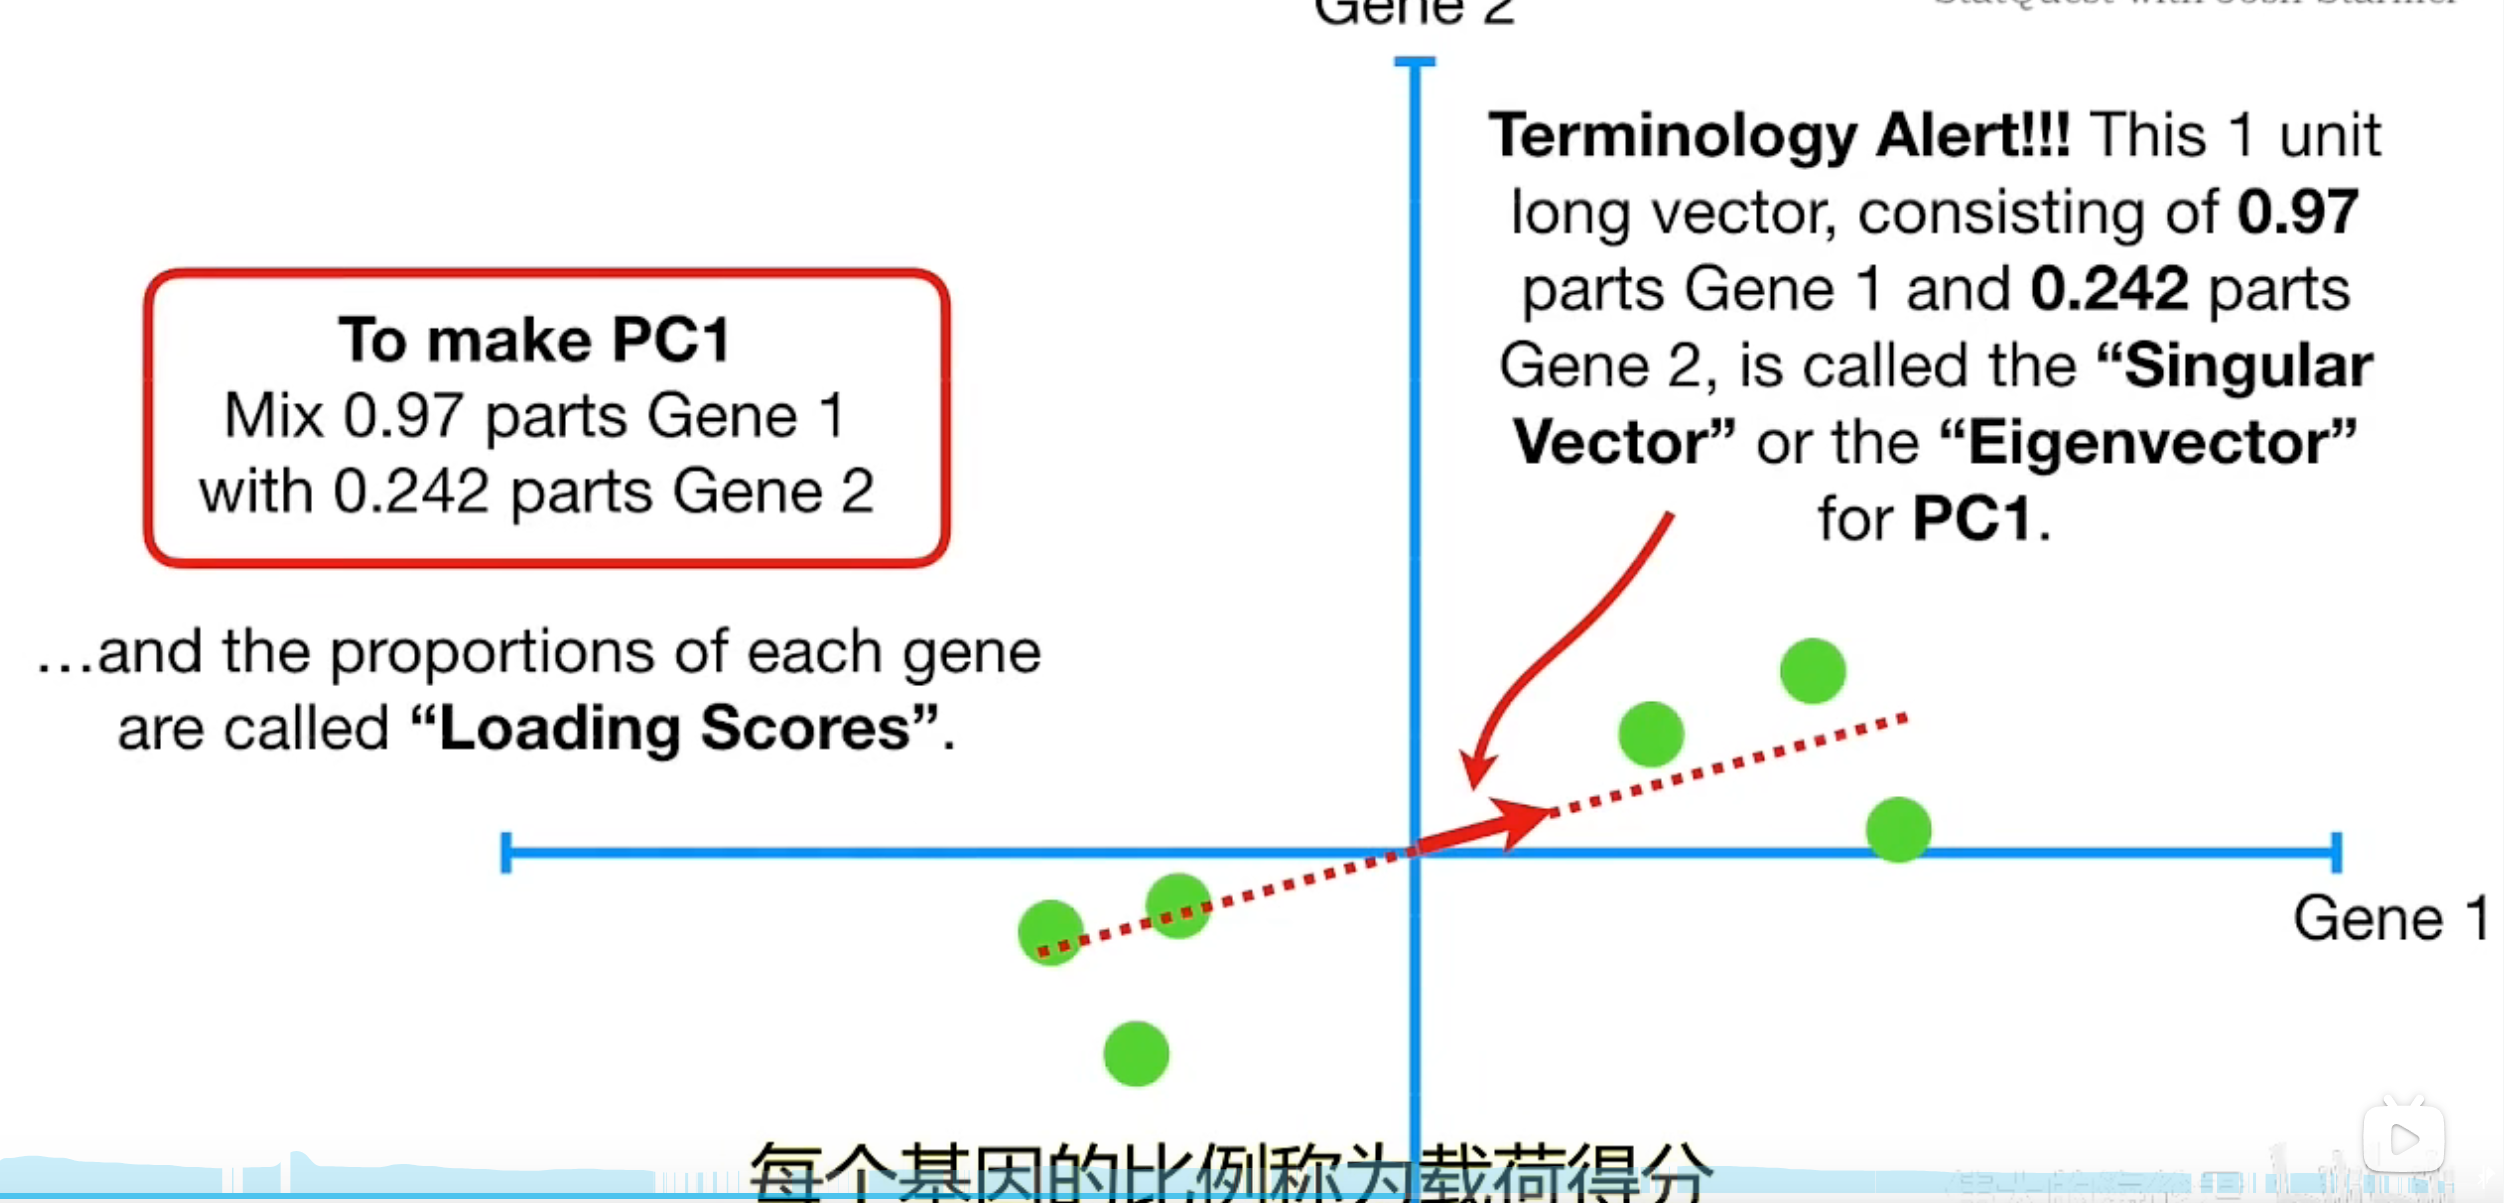 Gene 2
StatQuest with Josh Starmer
Terminology Alert!!! This 1 unit
long vector, consisting of 0.97
parts Gene 1 and 0.242 parts
Gene 2, is called the “Singular
Vector” or the “Eigenvector”
for PC1.
To make PC1
Mix 0.97 parts Gene 1
with 0.242 parts Gene 2
...and the proportions of each gene
are called “Loading Scores”.
Gene 1
每个基因的比例称为载荷得分